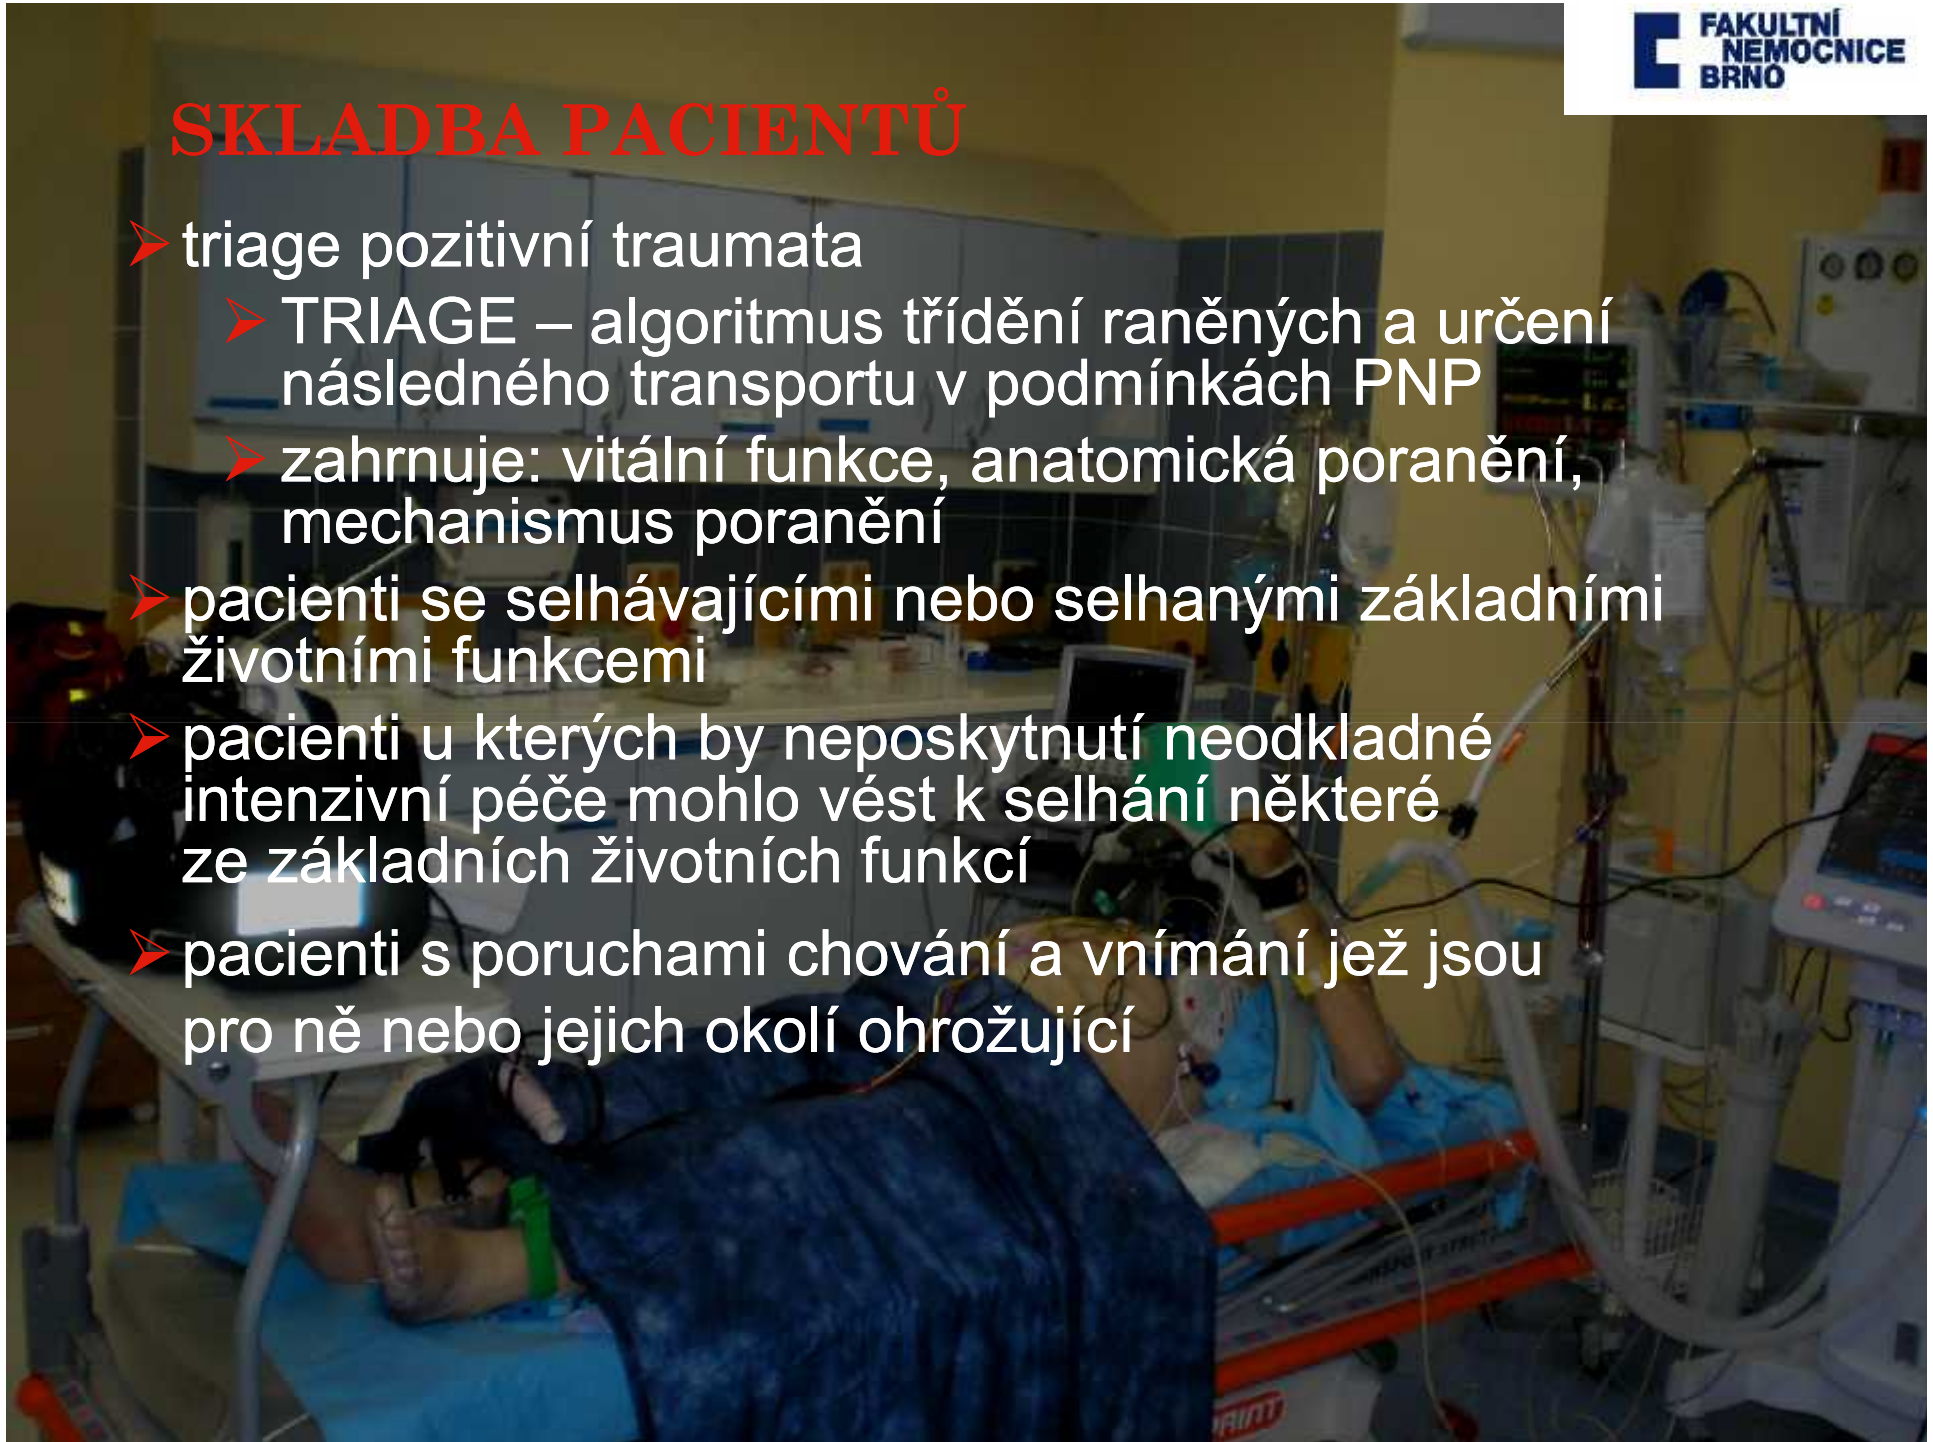 FAKULTNÍ
NEMOCNICE
BRNO
SKLADBA PACIENTŮ
triage pozitivní traumata
TRIAGE – algoritmus třídění raněných a určení
následného transportu v podmínkách PNP
zahrnuje: vitální funkce, anatomická poranění,
mechanismus poranění
pacienti se selhávajícími nebo selhanými základními
životními funkcemi
pacienti u kterých by neposkytnutí neodkladné
intenzivní péče mohlo vést k selhání některé
ze základních životních funkcí
pacienti s poruchami chování a vnímání jež jsou
pro ně nebo jejich okolí ohrožující